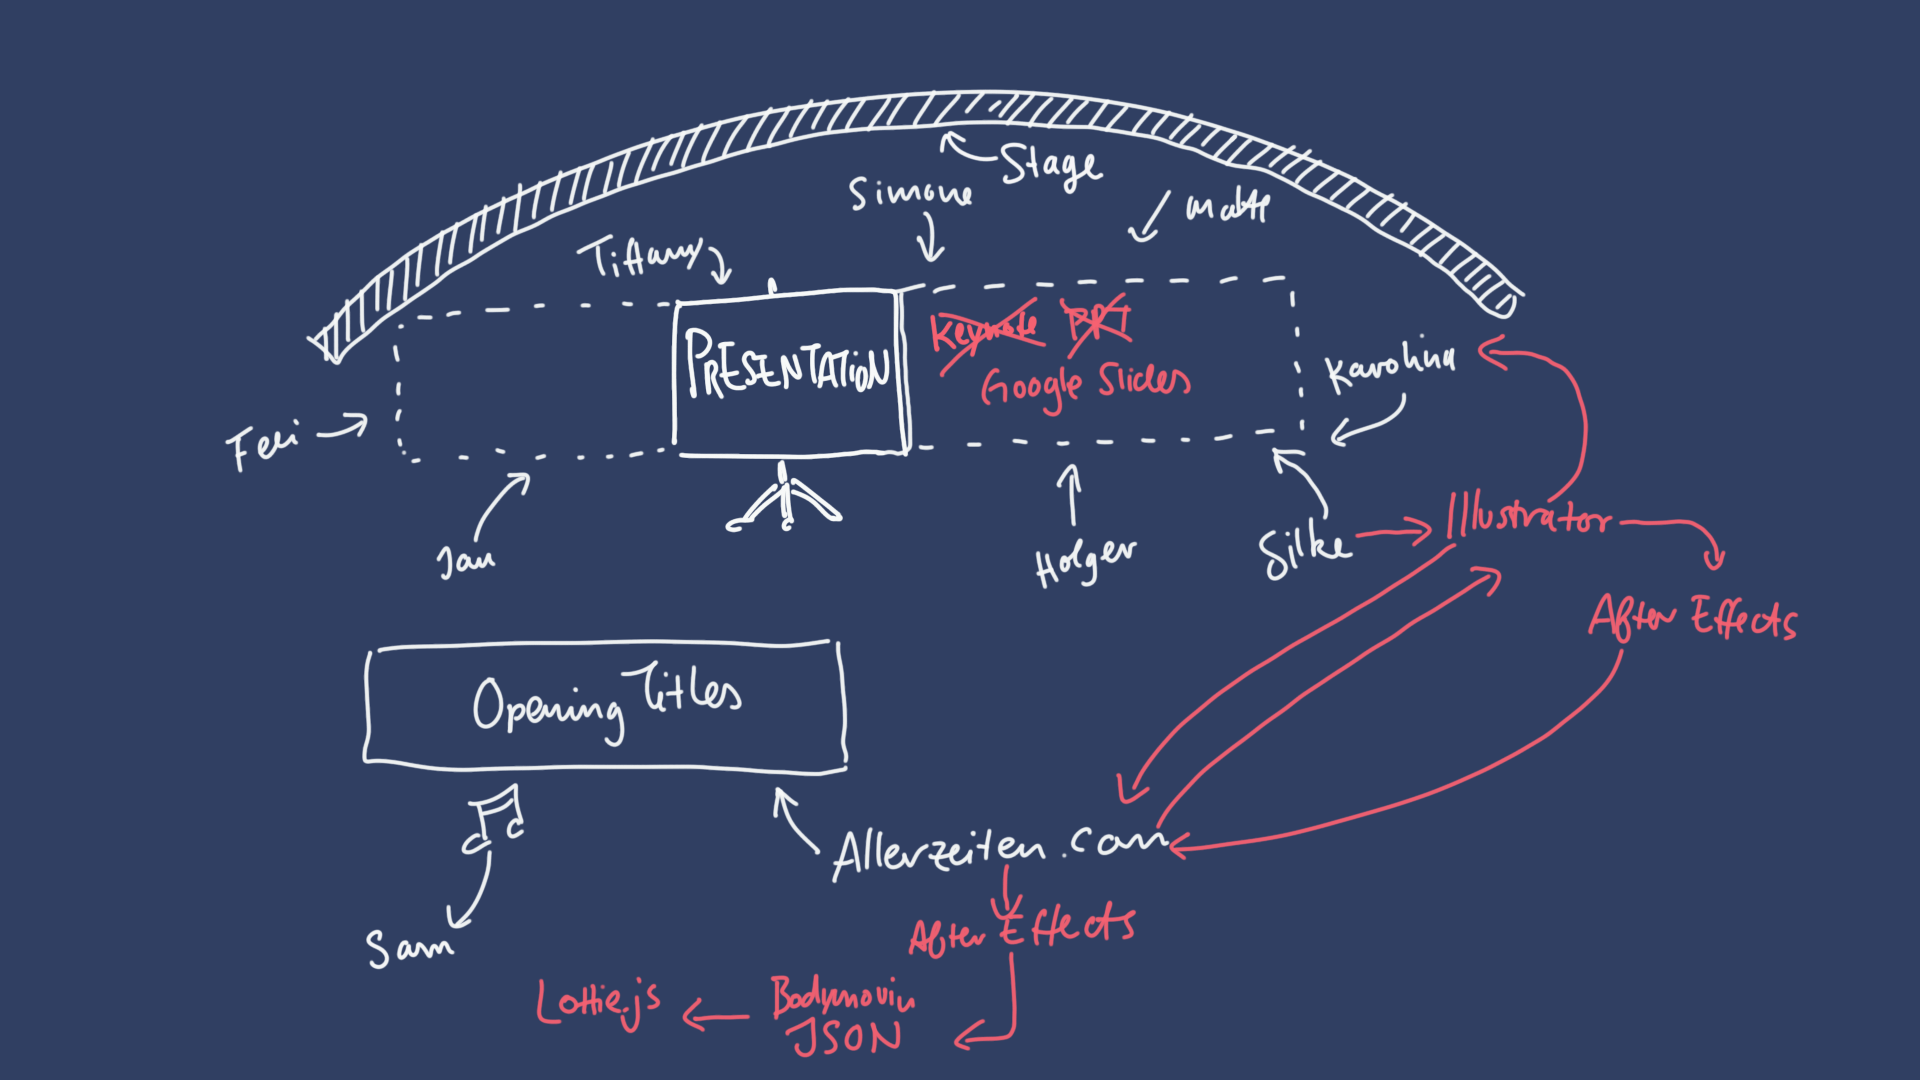 Stage
Simone
Matt
Tiffany
Keynote PPT
PRESENTATION
Google Slides
Karolina
Feli
Illustrator
Jan
Holger
Silke
After Effects
Opening Titles
Allerzeiten.com
Sam
After Effects
Lottie.js
Bodymovin
JSON